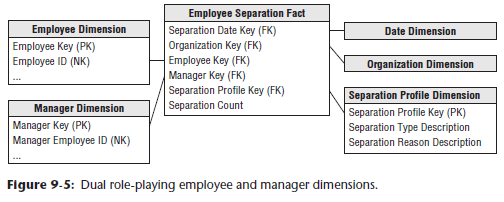 Employee Dimension
Employee Key (PK)
Employee ID (NK)
...
Manager Dimension
Manager Key (PK)
Manager Employee ID (NK)
...
Employee Separation Fact
Separation Date Key (FK)
Organization Key (FK)
Employee Key (FK)
Manager Key (FK)
Separation Profile Key (FK)
Separation Count
Date Dimension
Organization Dimension
Separation Profile Dimension
Separation Profile Key (PK)
Separation Type Description
Separation Reason Description
Figure 9-5: Dual role-playing employee and manager dimensions.